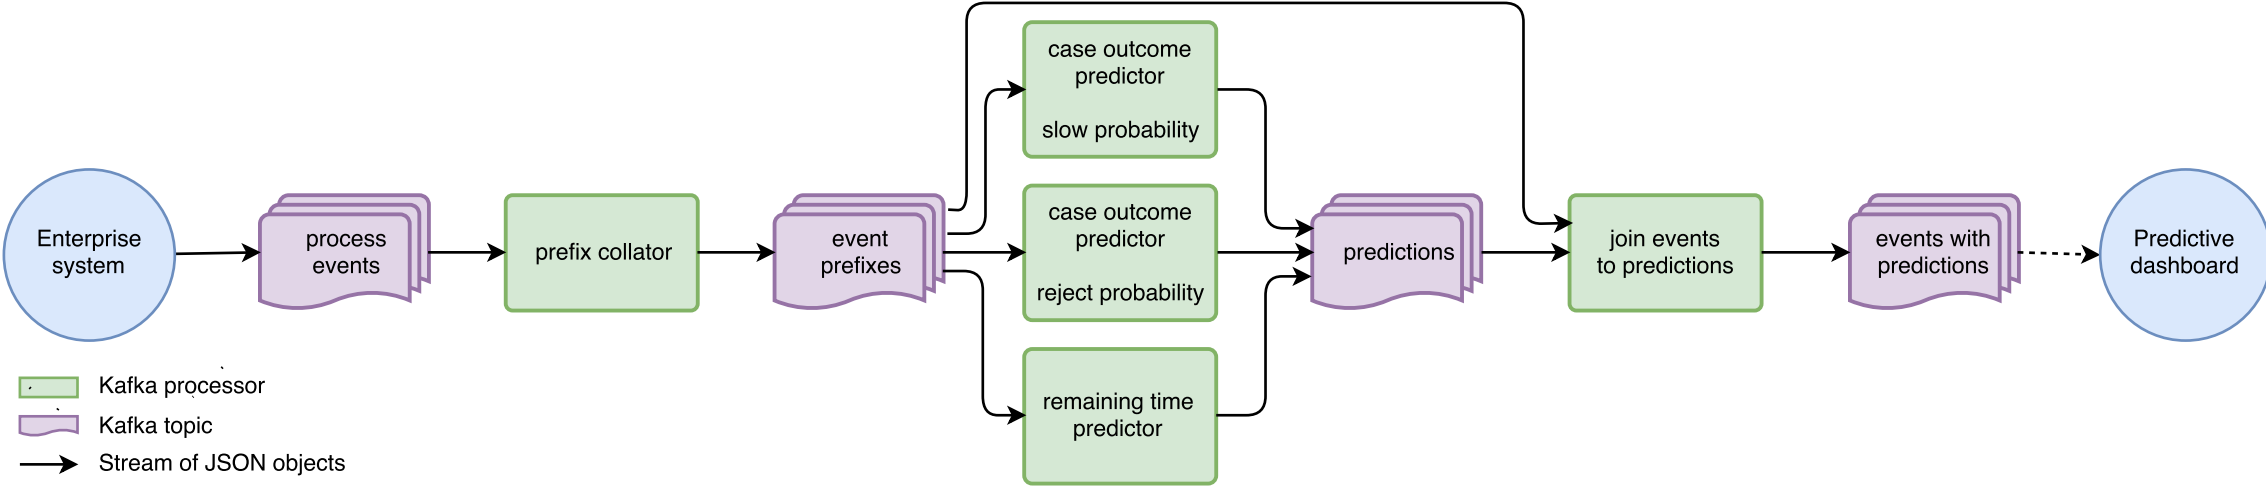 Enterprise
system
process
events
prefix collator
event
prefixes
case outcome
predictor
slow probability
case outcome
predictor
reject probability
remaining time
predictor
predictions
join events
to predictions
events with
predictions
Predictive
dashboard
Kafka processor
Kafka topic
Stream of JSON objects